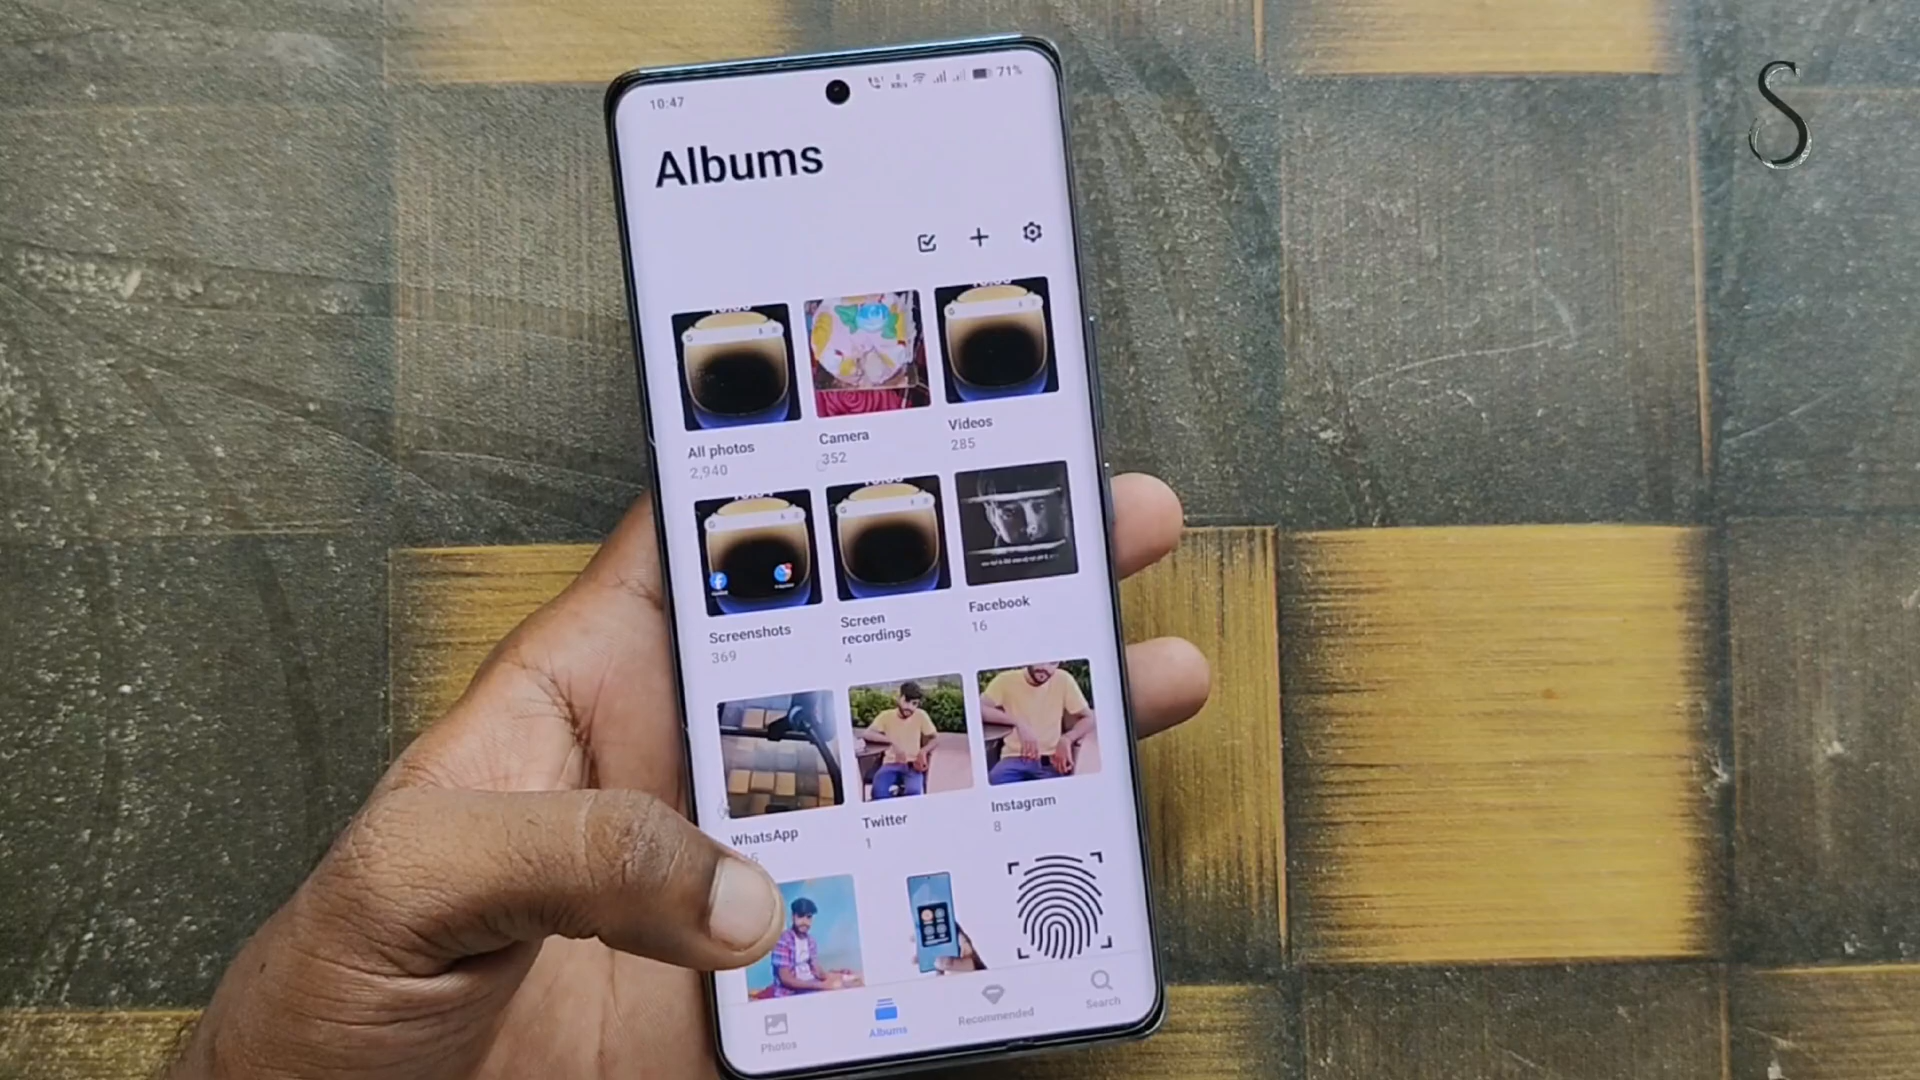 10:47
71%
S
Albums
All photos
2,940
Camera
352
Videos
285
Screenshots
369
Screen
recordings
4
Facebook
16
WhatsApp
Twitter
1
Instagram
8
Photos
Albums
Recommended
Search